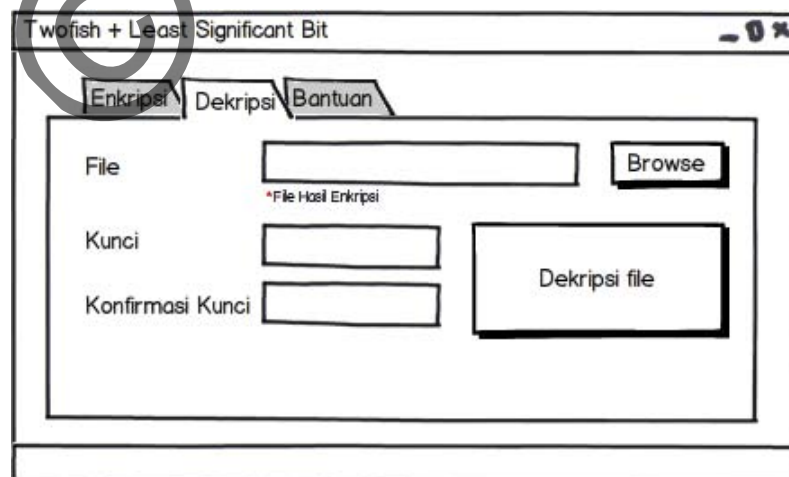 Twofish + Least Significant Bit
Enkripsi Dekripsi Bantuan
File Browse
*File Hasil Enkripsi
Kunci
Dekripsi file
Konfirmasi Kunci